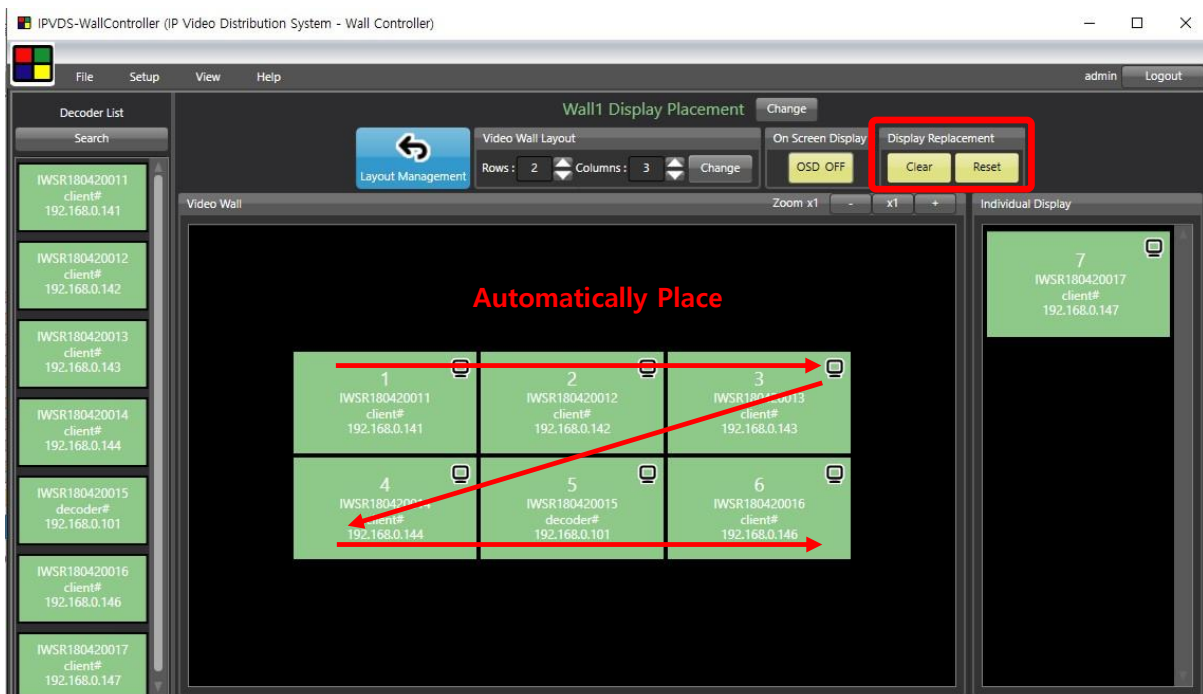 IPVDS-WallController (IP Video Distribution System - Wall Controller)
File Setup View Help
admin Logout
Decoder List
Search
IWSR180420011
client#
192.168.0.141
IWSR180420012
client#
192.168.0.142
IWSR180420013
client#
192.168.0.143
IWSR180420014
client#
192.168.0.144
IWSR180420015
decoder#
192.168.0.101
IWSR180420016
client#
192.168.0.146
IWSR180420017
client#
192.168.0.147
Wall1 Display Placement Change
Layout Management
Video Wall Layout
Rows : 2 Columns : 3 Change
On Screen Display
OSD OFF
Display Replacement
Clear Reset
Video Wall
Zoom x1 - x1 +
Automatically Place
1
IWSR180420011
client#
192.168.0.141
2
IWSR180420012
client#
192.168.0.142
3
IWSR180420013
client#
192.168.0.143
4
IWSR180420014
client#
192.168.0.144
5
IWSR180420015
decoder#
192.168.0.101
6
IWSR180420016
client#
192.168.0.146
Individual Display
7
IWSR180420017
client#
192.168.0.147